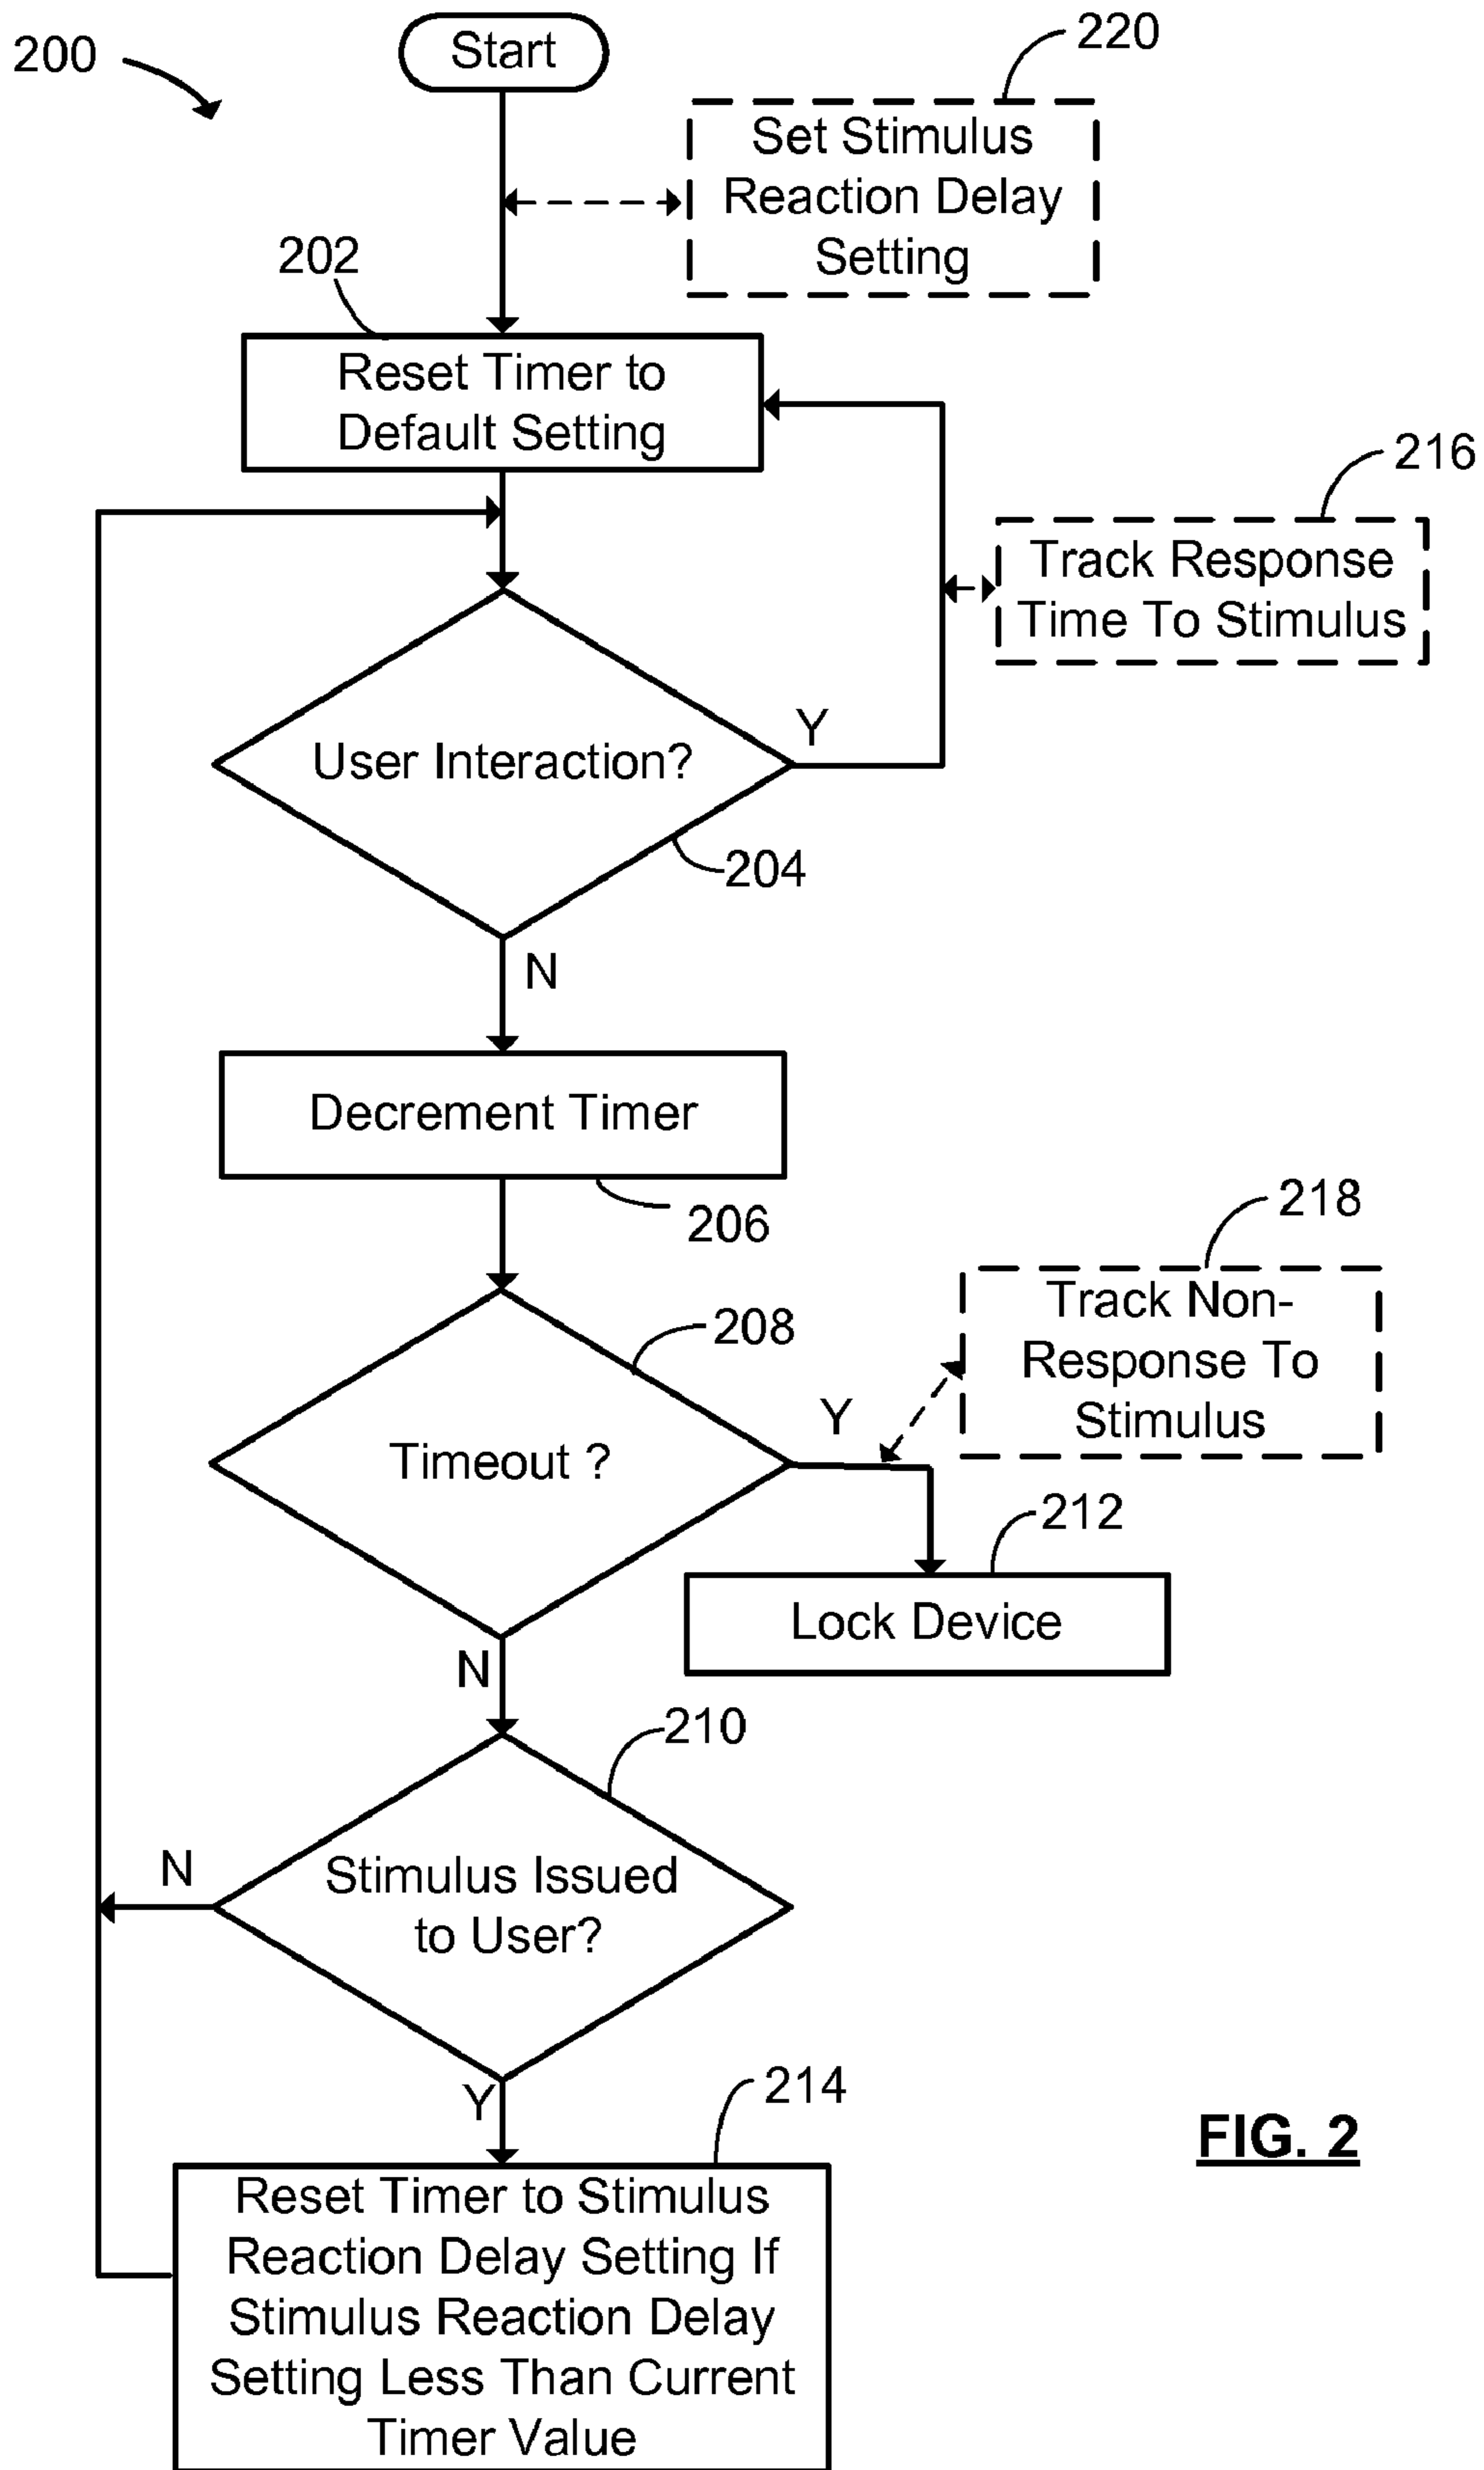 200
Start
220
Set Stimulus
Reaction Delay
Setting
202
Reset Timer to
Default Setting
216
Track Response
Time To Stimulus
Y
User Interaction?
204
N
Decrement Timer
206
218
Track Non-
Response To
Stimulus
208
Y
Timeout ?
212
Lock Device
N
210
N
Stimulus Issued
to User?
Y
214
Reset Timer to Stimulus
Reaction Delay Setting If
Stimulus Reaction Delay
Setting Less Than Current
Timer Value
FIG. 2